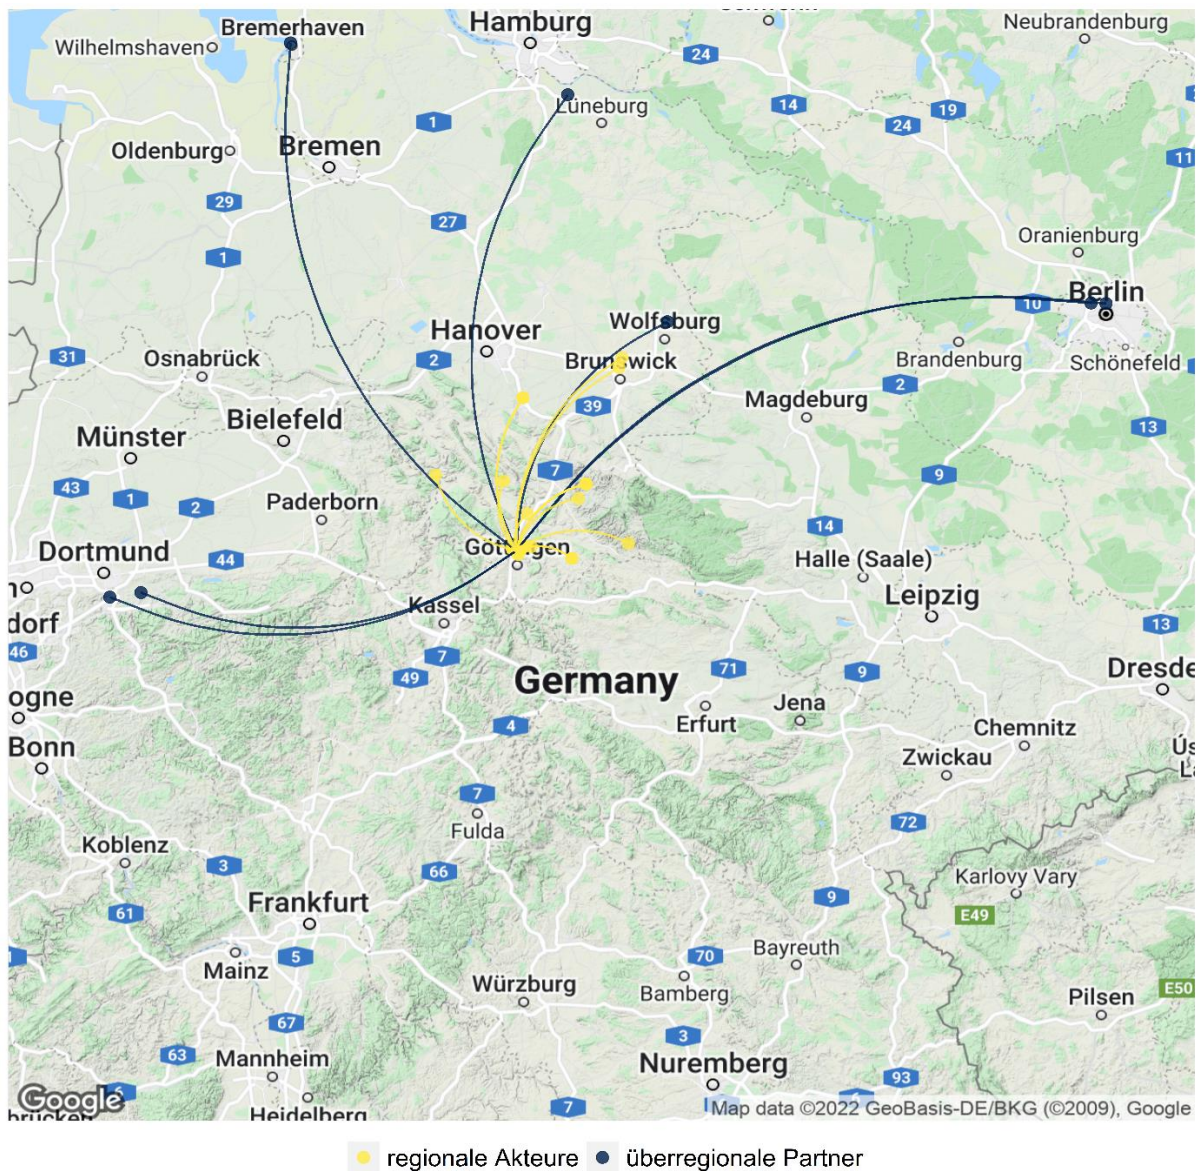 Hamburg
Neubrandenburg
Bremerhaven
Wilhelmshaven
24
Lüneburg
14
19
24
1
Oldenburg
Bremen
11
29
27
Oranienburg
1
Berlin
10
Wolfsburg
Hanover
31
Osnabrück
2
Brunswick
Brandenburg
Schönefeld
2
39
Magdeburg
Bielefeld
13
Münster
7
9
43
1
2
Paderborn
14
Dortmund
44
Göttingen
Halle (Saale)
Leipzig
Kassel
dorf
13
46
7
71
9
49
Germany
Dresde
ogne
Jena
4
Erfurt
Chemnitz
Bonn
Zwickau
7
Fulda
72
Koblenz
3
66
Karlovy Vary
9
Frankfurt
61
E49
Bayreuth
5
70
Mainz
Würzburg
Bamberg
E50
Pilsen
67
3
63
Mannheim
Nuremberg
93
6
Google
Heidelberg
7
Map data ©2022 GeoBasis-DE/BKG (©2009), Google
regionale Akteure überregionale Partner